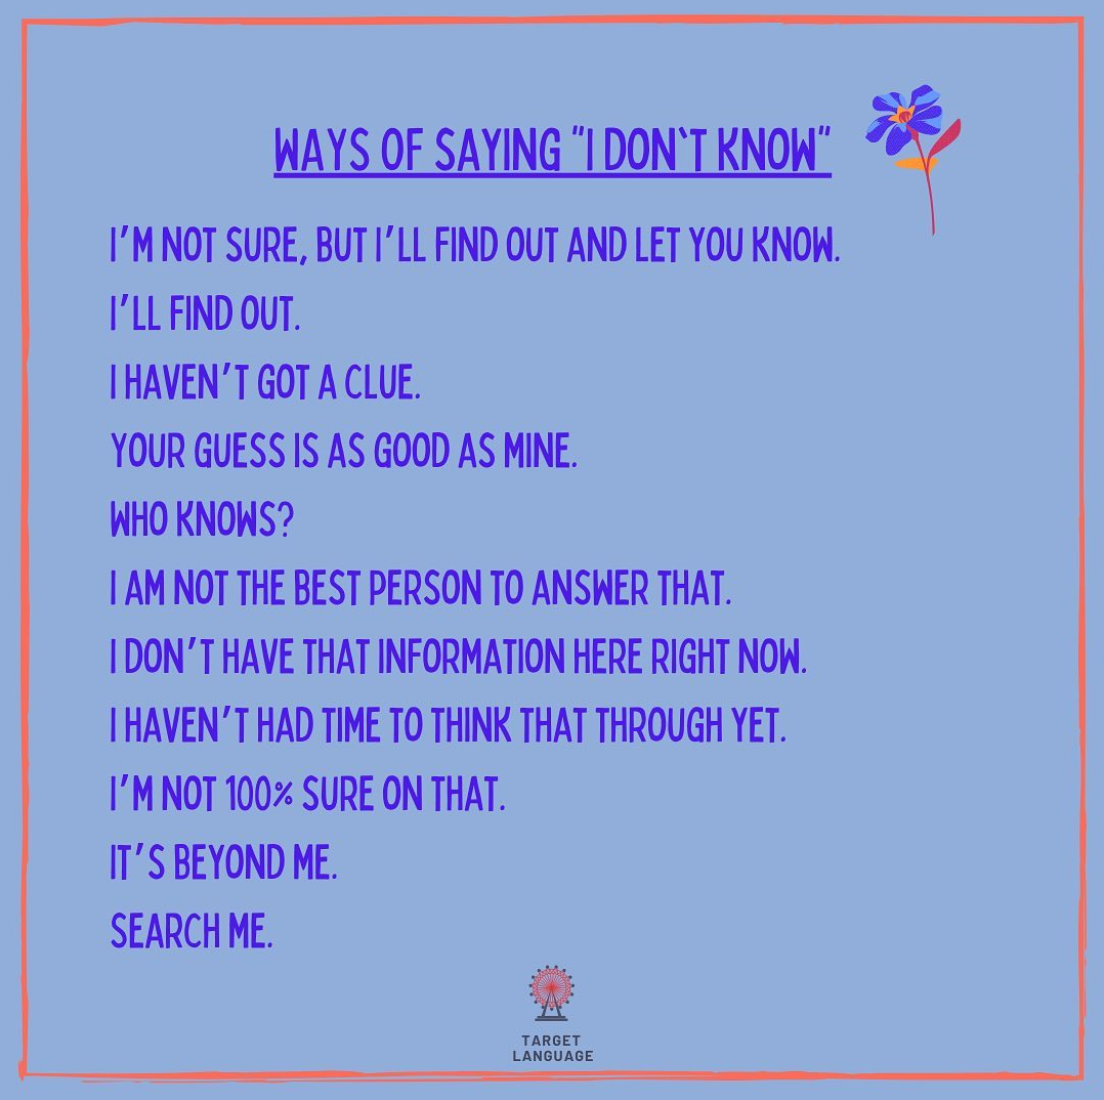 WAYS OF SAYING "I DON`T KNOW"
I'M NOT SURE, BUT I'LL FIND OUT AND LET YOU KNOW.
I'LL FIND OUT.
I HAVEN'T GOT A CLUE.
YOUR GUESS IS AS GOOD AS MINE.
WHO KNOWS?
I AM NOT THE BEST PERSON TO ANSWER THAT.
I DON'T HAVE THAT INFORMATION HERE RIGHT NOW.
I HAVEN'T HAD TIME TO THINK THAT THROUGH YET.
I'M NOT 100% SURE ON THAT.
IT'S BEYOND ME.
SEARCH ME.
TARGET
LANGUAGE